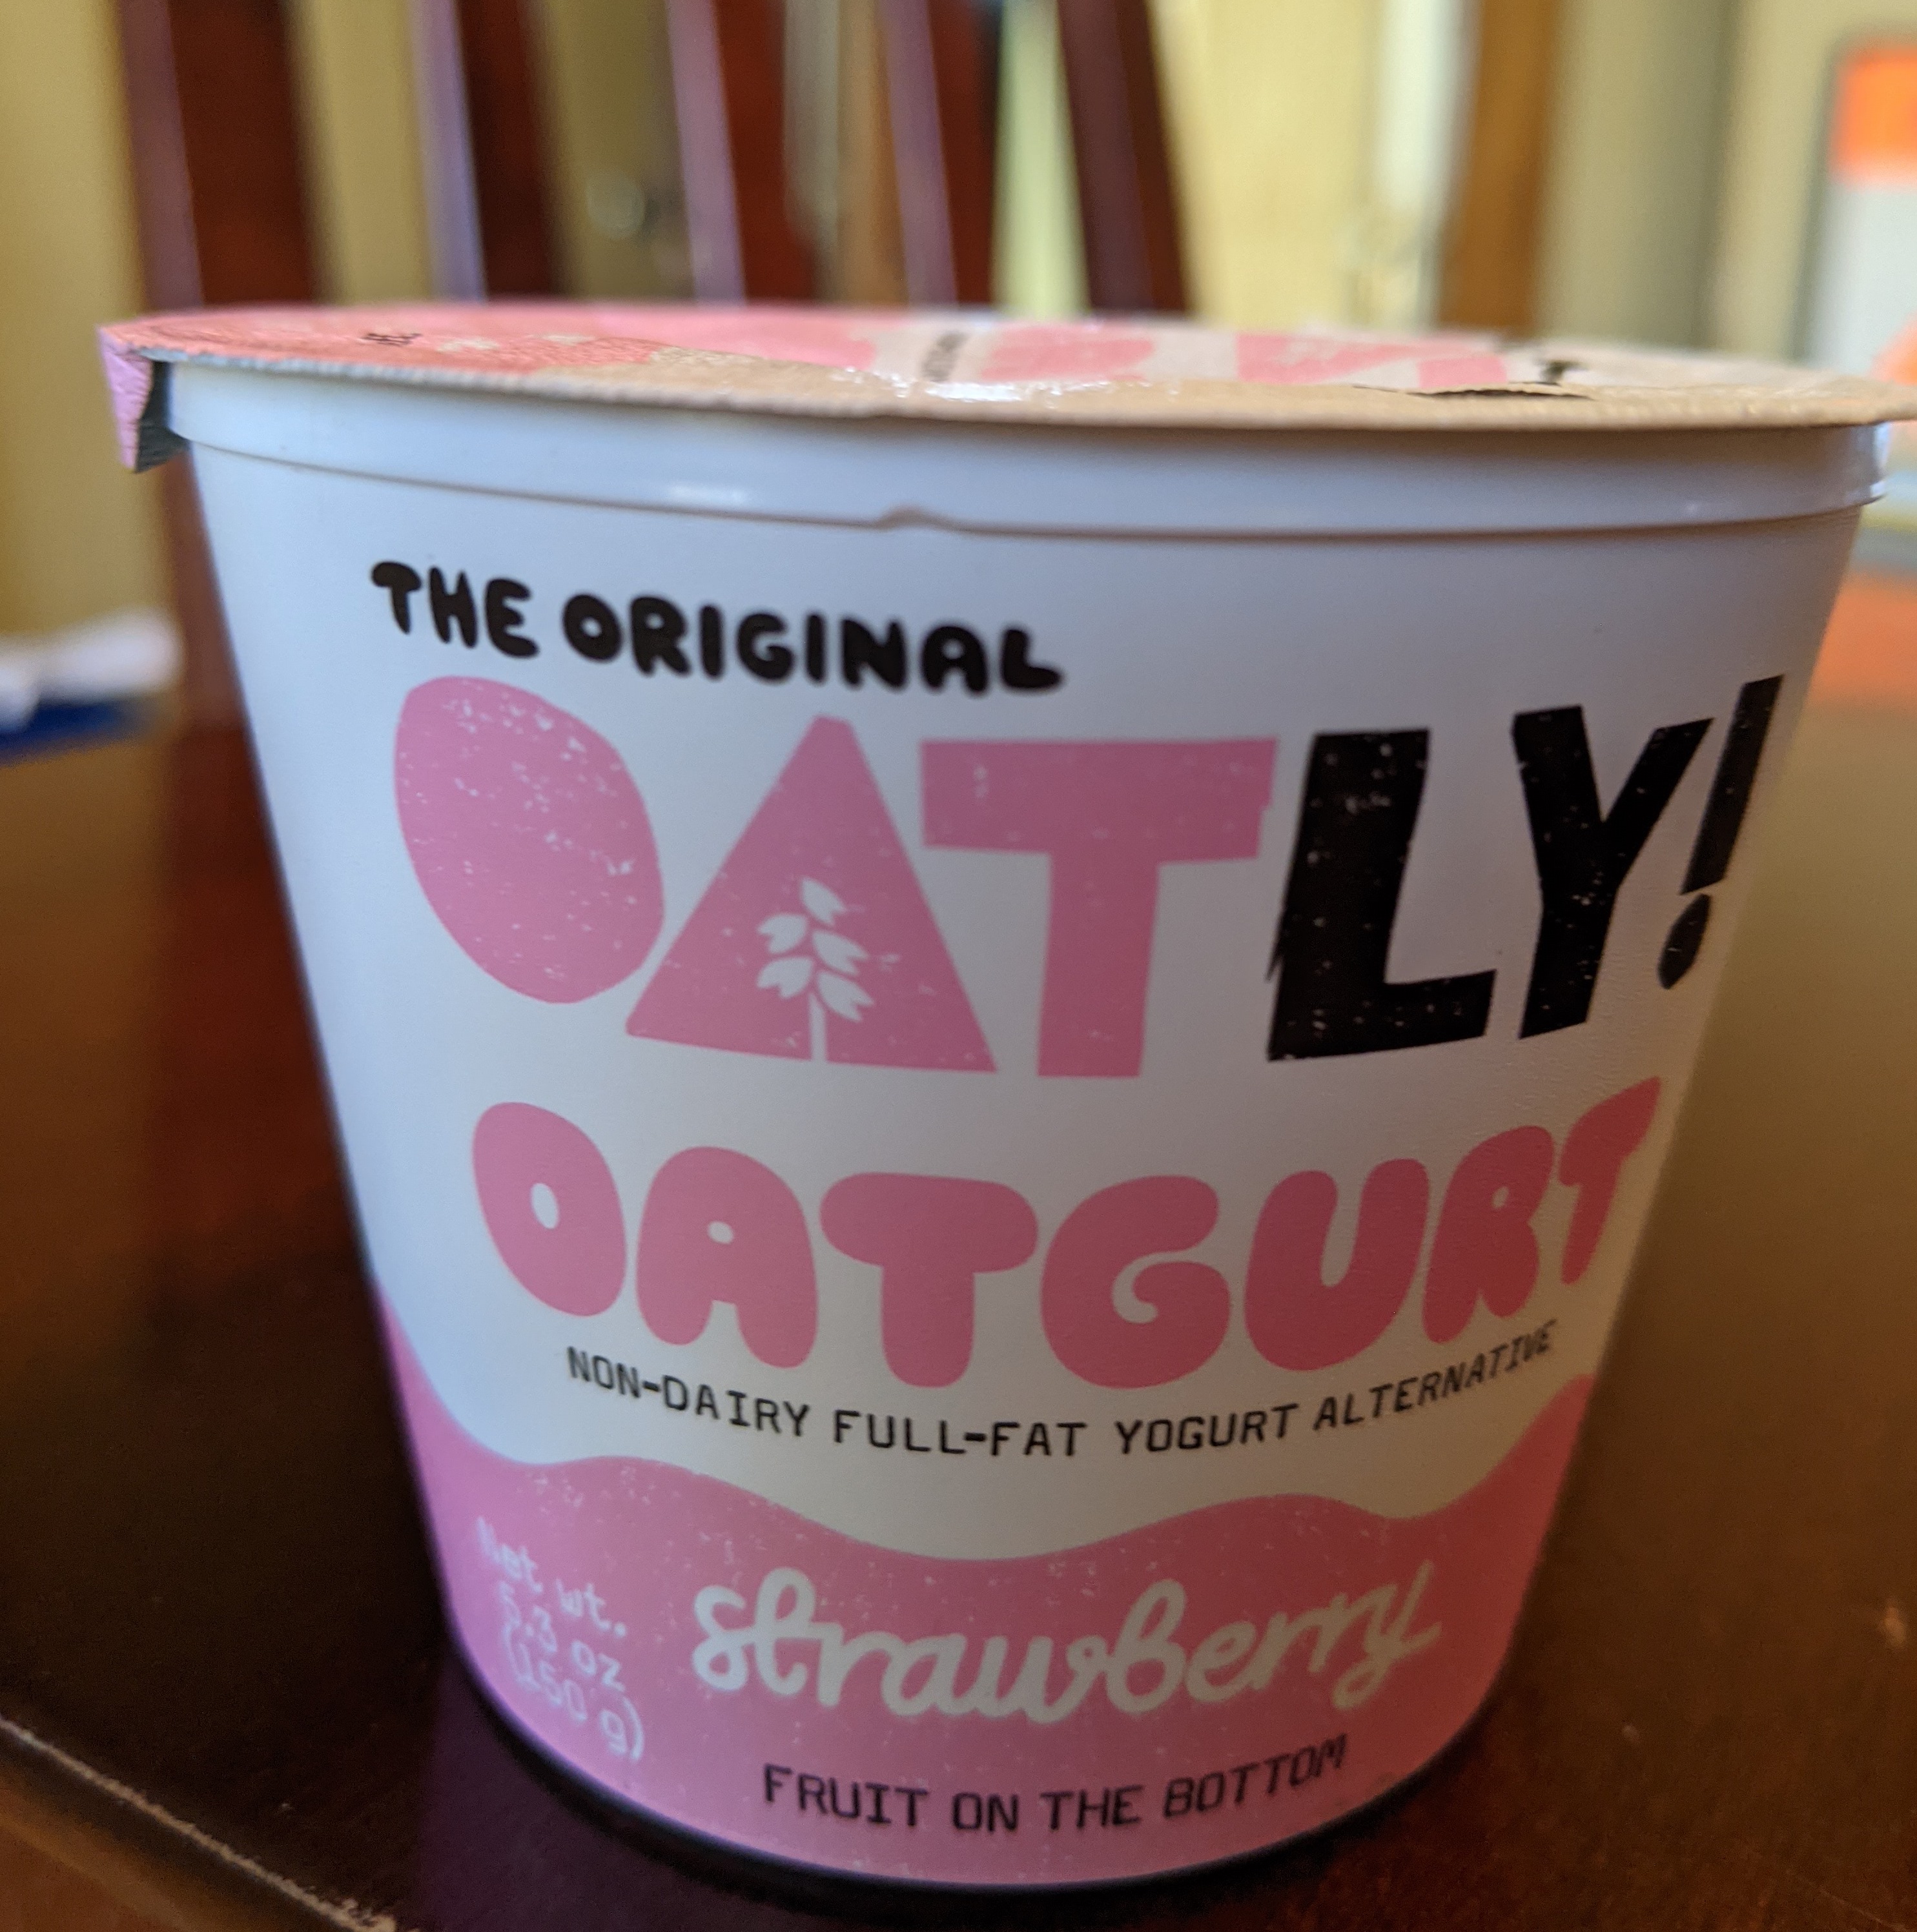 THE ORIGINAL
OATLY!
OATGURT
NON-DAIRY FULL-FAT YOGURT ALTERNATIVE
Net wt.
5.3 oz
(150 g)
strawberry
FRUIT ON THE BOTTOM